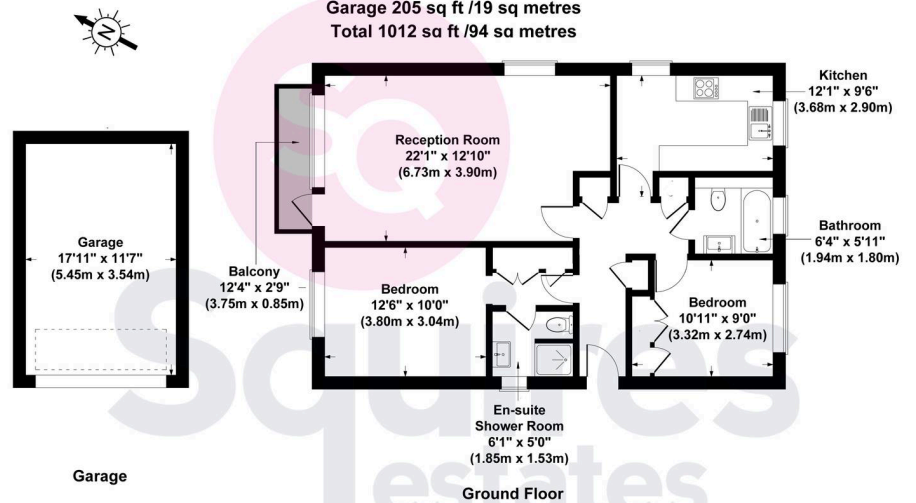 Garage 205 sq ft /19 sq metres
Total 1012 sq ft /94 sq metres
N
SQ
Kitchen
12'1" x 9'6"
(3.68m x 2.90m)
Reception Room
22'1" x 12'10"
(6.73m x 3.90m)
Garage
17'11" x 11'7"
(5.45m x 3.54m)
Balcony
12'4" x 2'9"
(3.75m x 0.85m)
Bathroom
6'4" x 5'11"
(1.94m x 1.80m)
Bedroom
12'6" x 10'0"
(3.80m x 3.04m)
Bedroom
10'11" x 9'0"
(3.32m x 2.74m)
Squires
estates
En-suite
Shower Room
6'1" x 5'0"
(1.85m x 1.53m)
Garage
Ground Floor